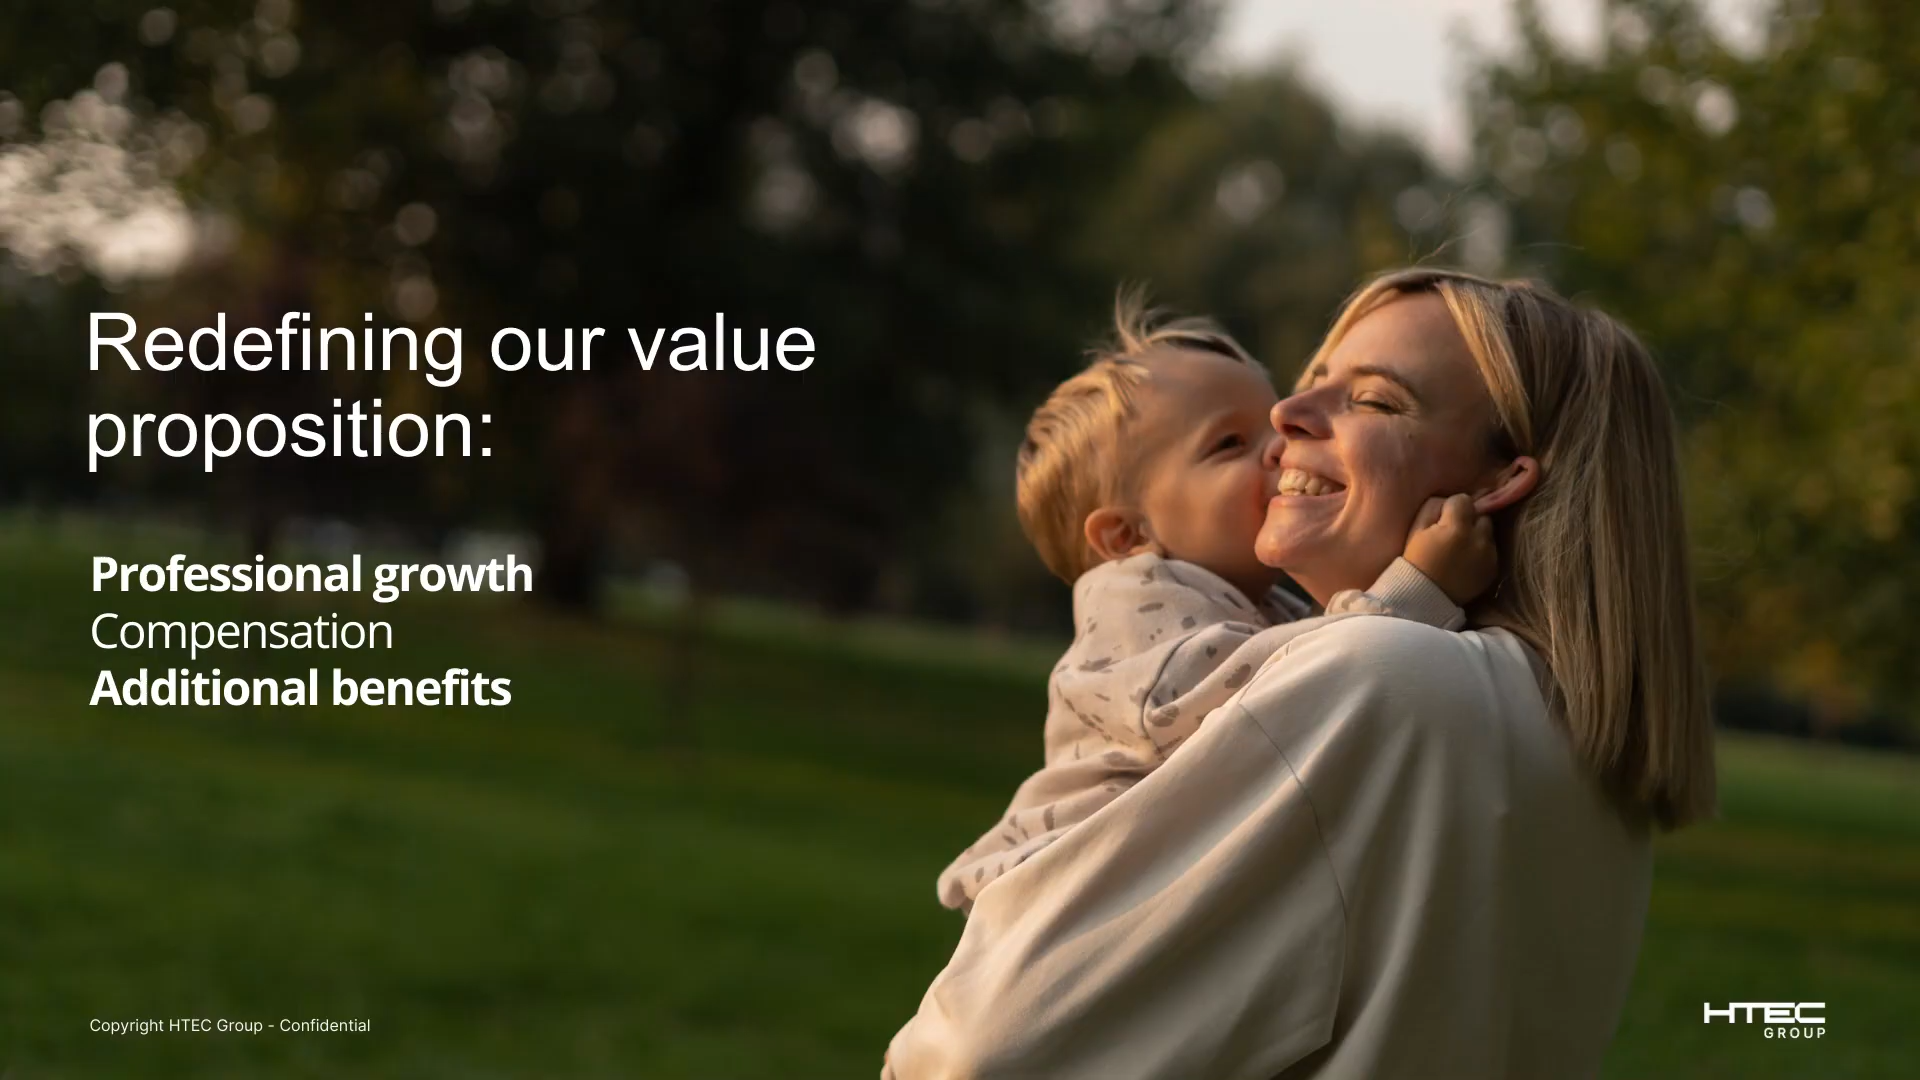 Redefining our value
proposition:
Professional growth
Compensation
Additional benefits
Copyright HTEC Group - Confidential
HTEC
GROUP